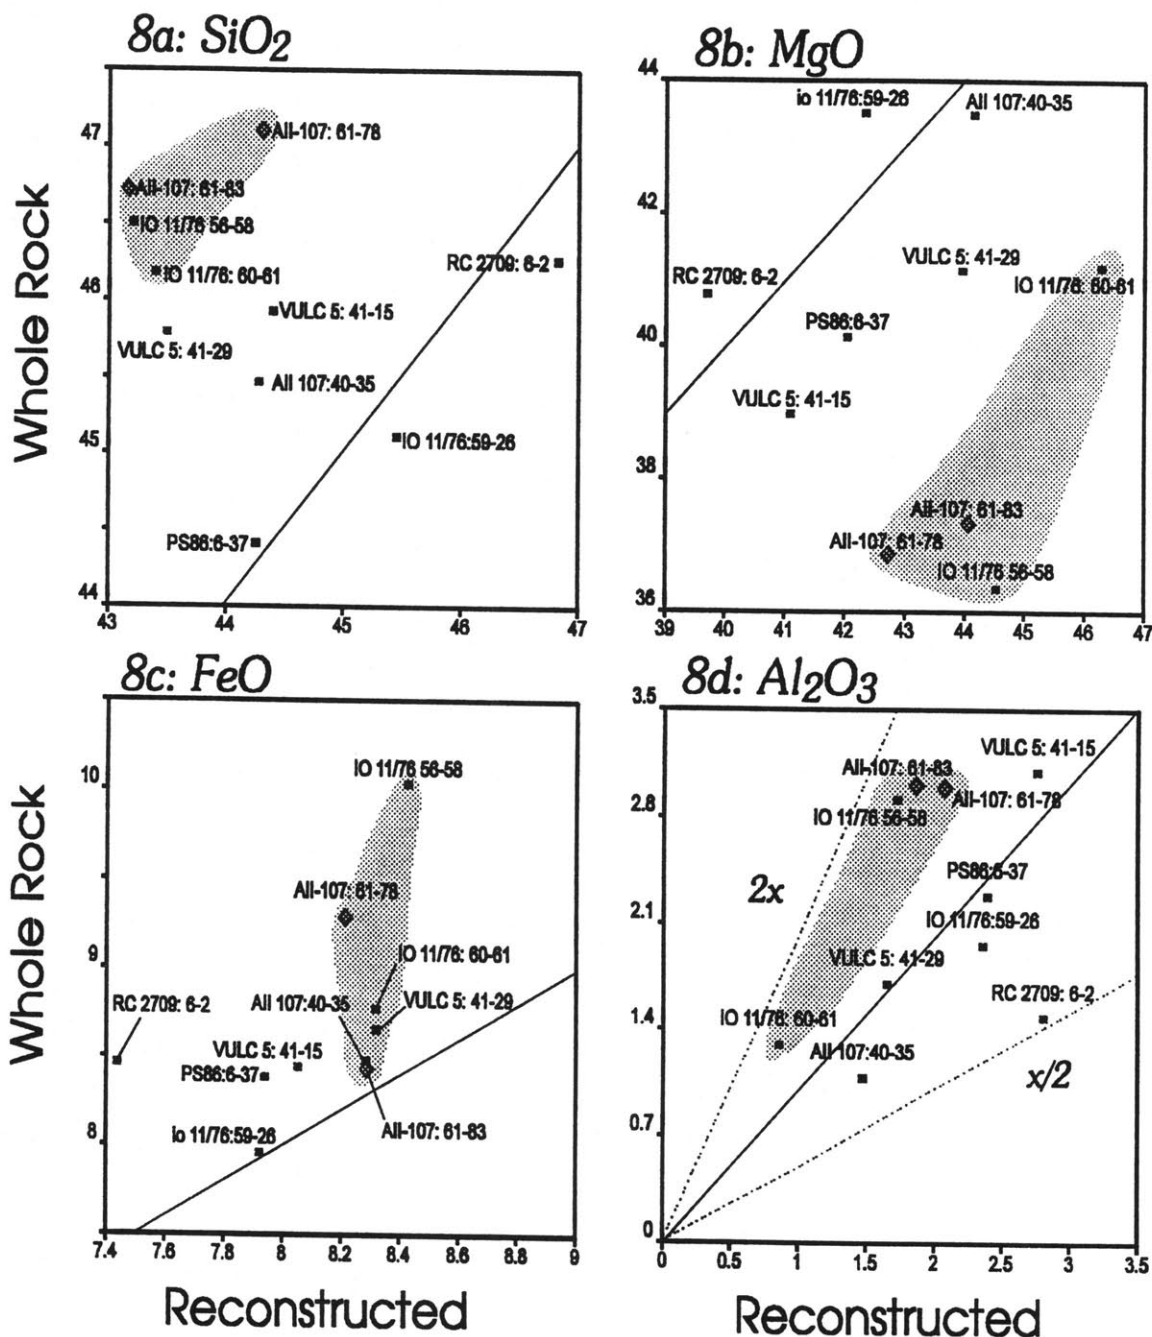 8a: SiO2
Whole Rock
47
46
45
44
43
44
45
46
47
AII-107: 61-78
AII-107: 61-83
IO 11/76 56-58
IO 11/76: 60-61
RC 2709: 6-2
VULC 5: 41-15
VULC 5: 41-29
AII 107:40-35
IO 11/76:59-26
PS86:6-37
8b: MgO
44
42
40
38
36
39
40
41
42
43
44
45
46
47
io 11/76:59-26
AII 107:40-35
VULC 5: 41-29
RC 2709: 6-2
IO 11/76: 60-61
PS86:6-37
VULC 5: 41-15
AII-107: 61-83
AII-107: 61-78
IO 11/76 56-58
8c: FeO
Whole Rock
10
9
8
7.4
7.6
7.8
8
8.2
8.4
8.6
8.8
9
IO 11/76 56-58
AII-107: 61-78
IO 11/76: 60-61
RC 2709: 6-2
AII 107:40-35
VULC 5: 41-29
VULC 5: 41-15
PS86:6-37
io 11/76:59-26
AII-107: 61-83
Reconstructed
8d: Al2O3
3.5
2.8
2.1
1.4
0.7
0
0
0.5
1
1.5
2
2.5
3
3.5
VULC 5: 41-15
AII-107: 61-83
AII-107: 61-78
IO 11/76 56-58
2x
PS86:6-37
IO 11/76:59-26
VULC 5: 41-29
RC 2709: 6-2
IO 11/76: 60-61
AII 107:40-35
x/2
Reconstructed